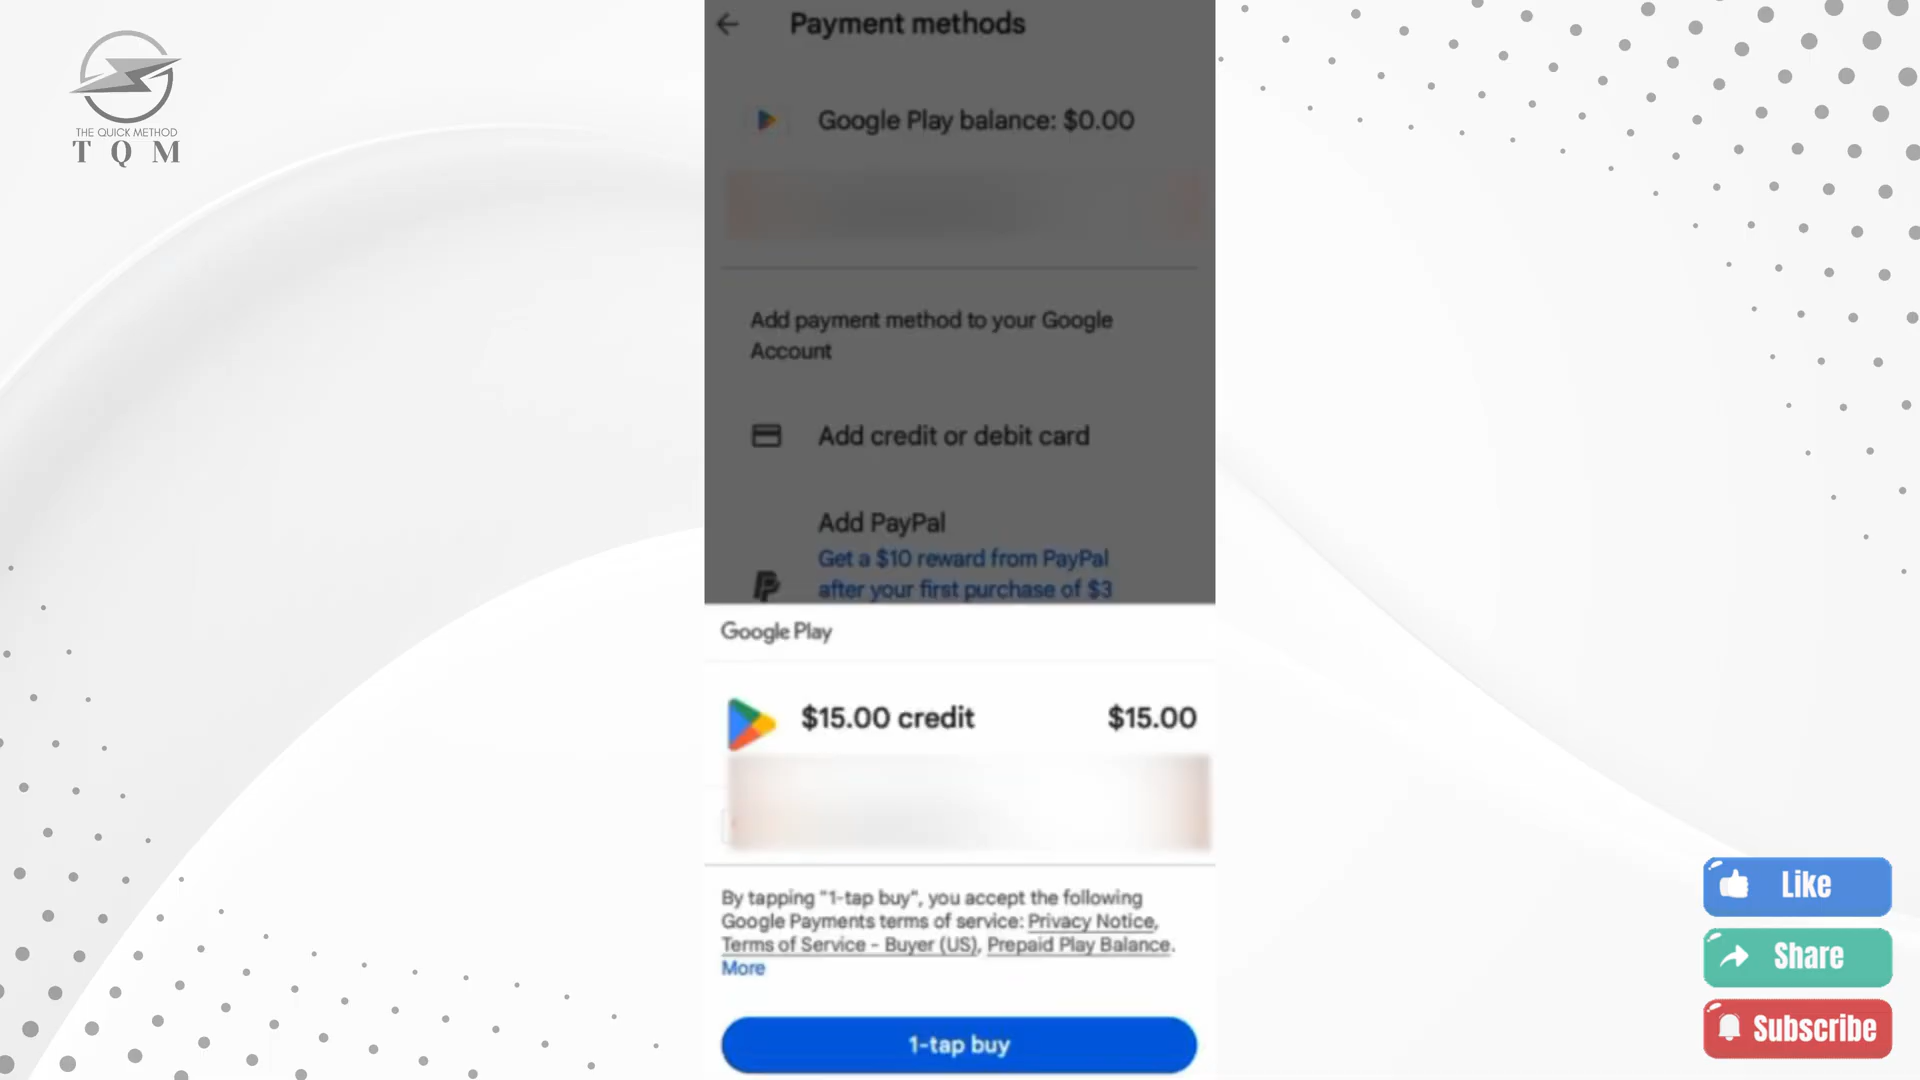 THE QUICK METHOD
T Q M
Payment methods
Google Play balance: $0.00
Add payment method to your Google
Account
Add credit or debit card
Add PayPal
Get a $10 reward from PayPal
after your first purchase of $3
Google Play
$15.00 credit $15.00
By tapping "1-tap buy", you accept the following
Google Payments terms of service: Privacy Notice,
Terms of Service - Buyer (US), Prepaid Play Balance.
More
1-tap buy
Like
Share
Subscribe